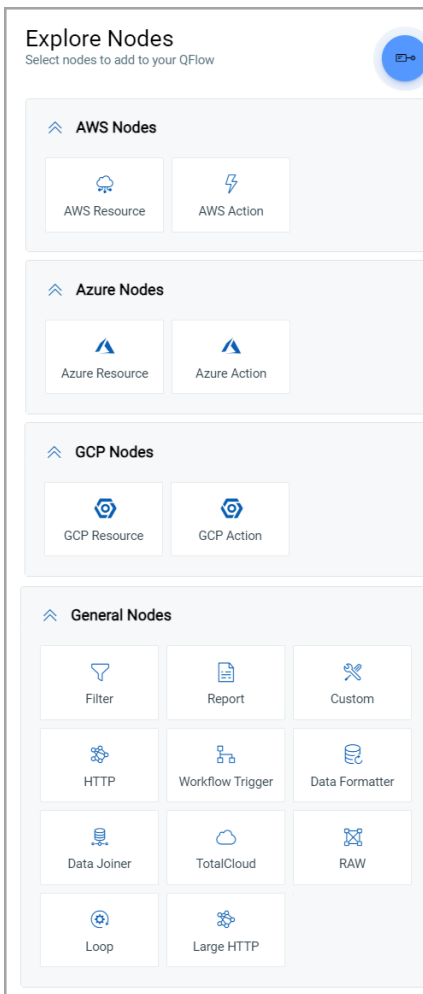 Explore Nodes
Select nodes to add to your QFlow
AWS Nodes
AWS Resource
AWS Action
Azure Nodes
Azure Resource
Azure Action
GCP Nodes
GCP Resource
GCP Action
General Nodes
Filter
Report
Custom
HTTP
Workflow Trigger
Data Formatter
Data Joiner
TotalCloud
RAW
Loop
Large HTTP